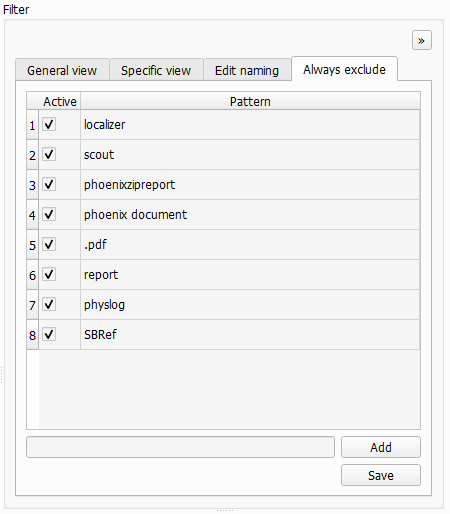 Filter
»
General view Specific view Edit naming Always exclude
Active Pattern
1 localizer
2 scout
3 phoenixzipreport
4 phoenix document
5 .pdf
6 report
7 physlog
8 SBRef
Add
Save